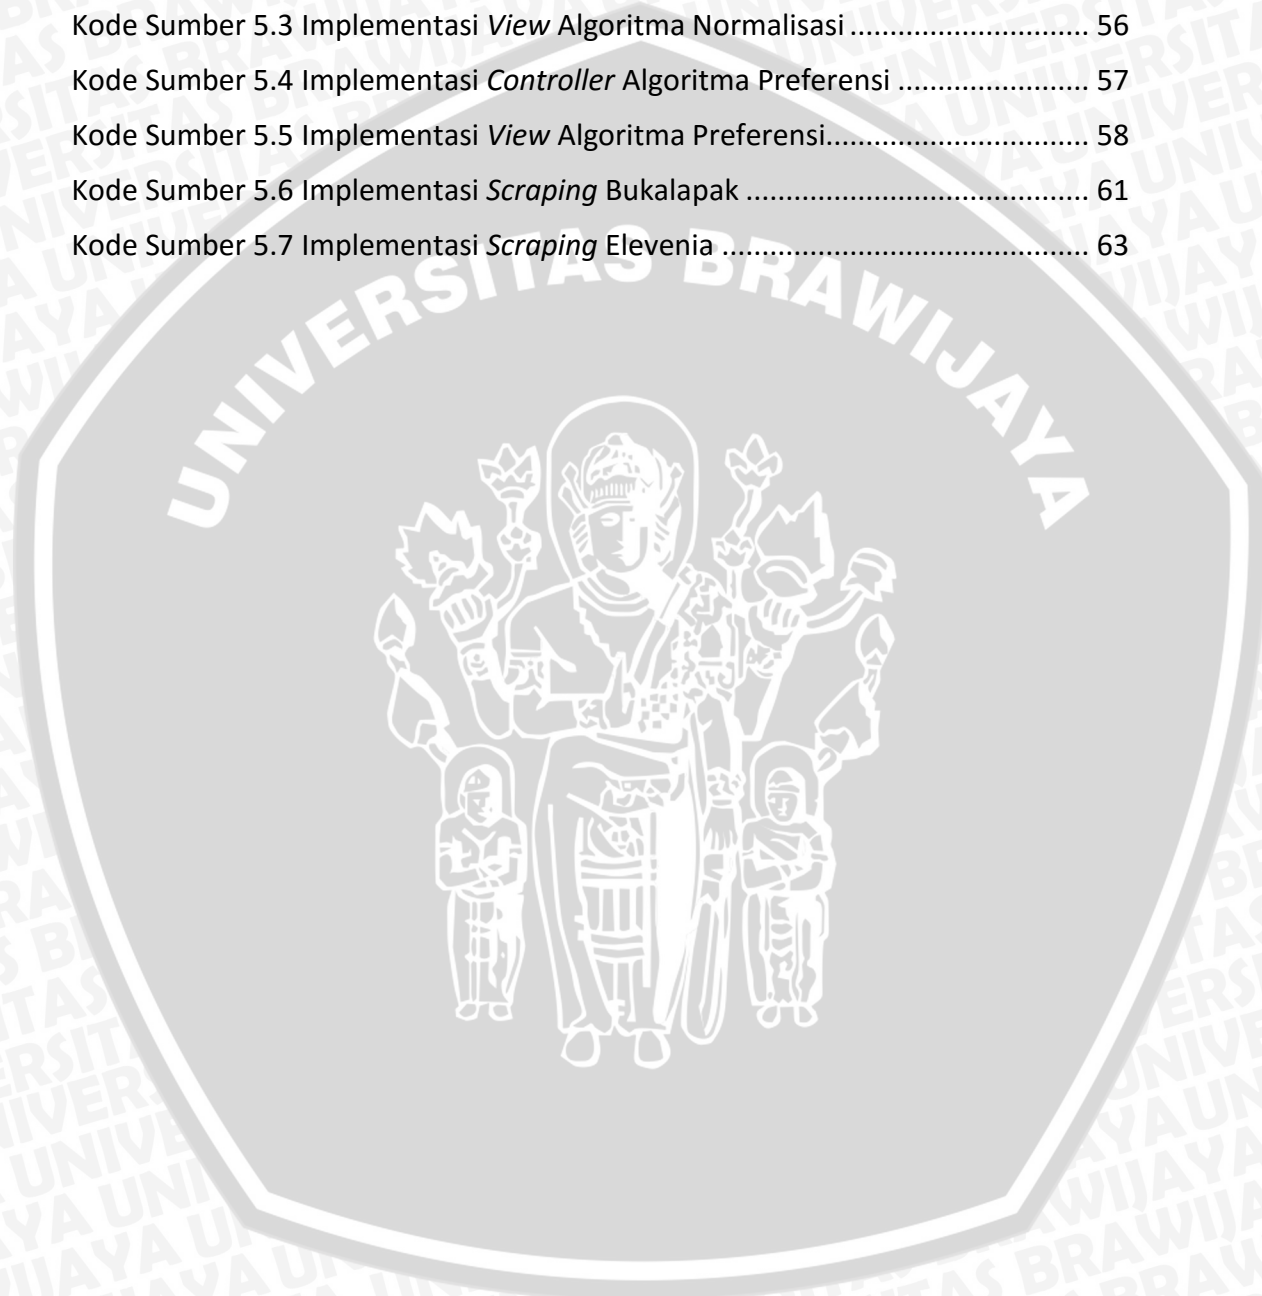 Kode Sumber 5.3 Implementasi View Algoritma Normalisasi ............................. 56
Kode Sumber 5.4 Implementasi Controller Algoritma Preferensi ........................ 57
Kode Sumber 5.5 Implementasi View Algoritma Preferensi................................ 58
Kode Sumber 5.6 Implementasi Scraping Bukalapak .......................................... 61
Kode Sumber 5.7 Implementasi Scraping Elevenia ............................................. 63
UNIVERSITAS BRAWIJAYA